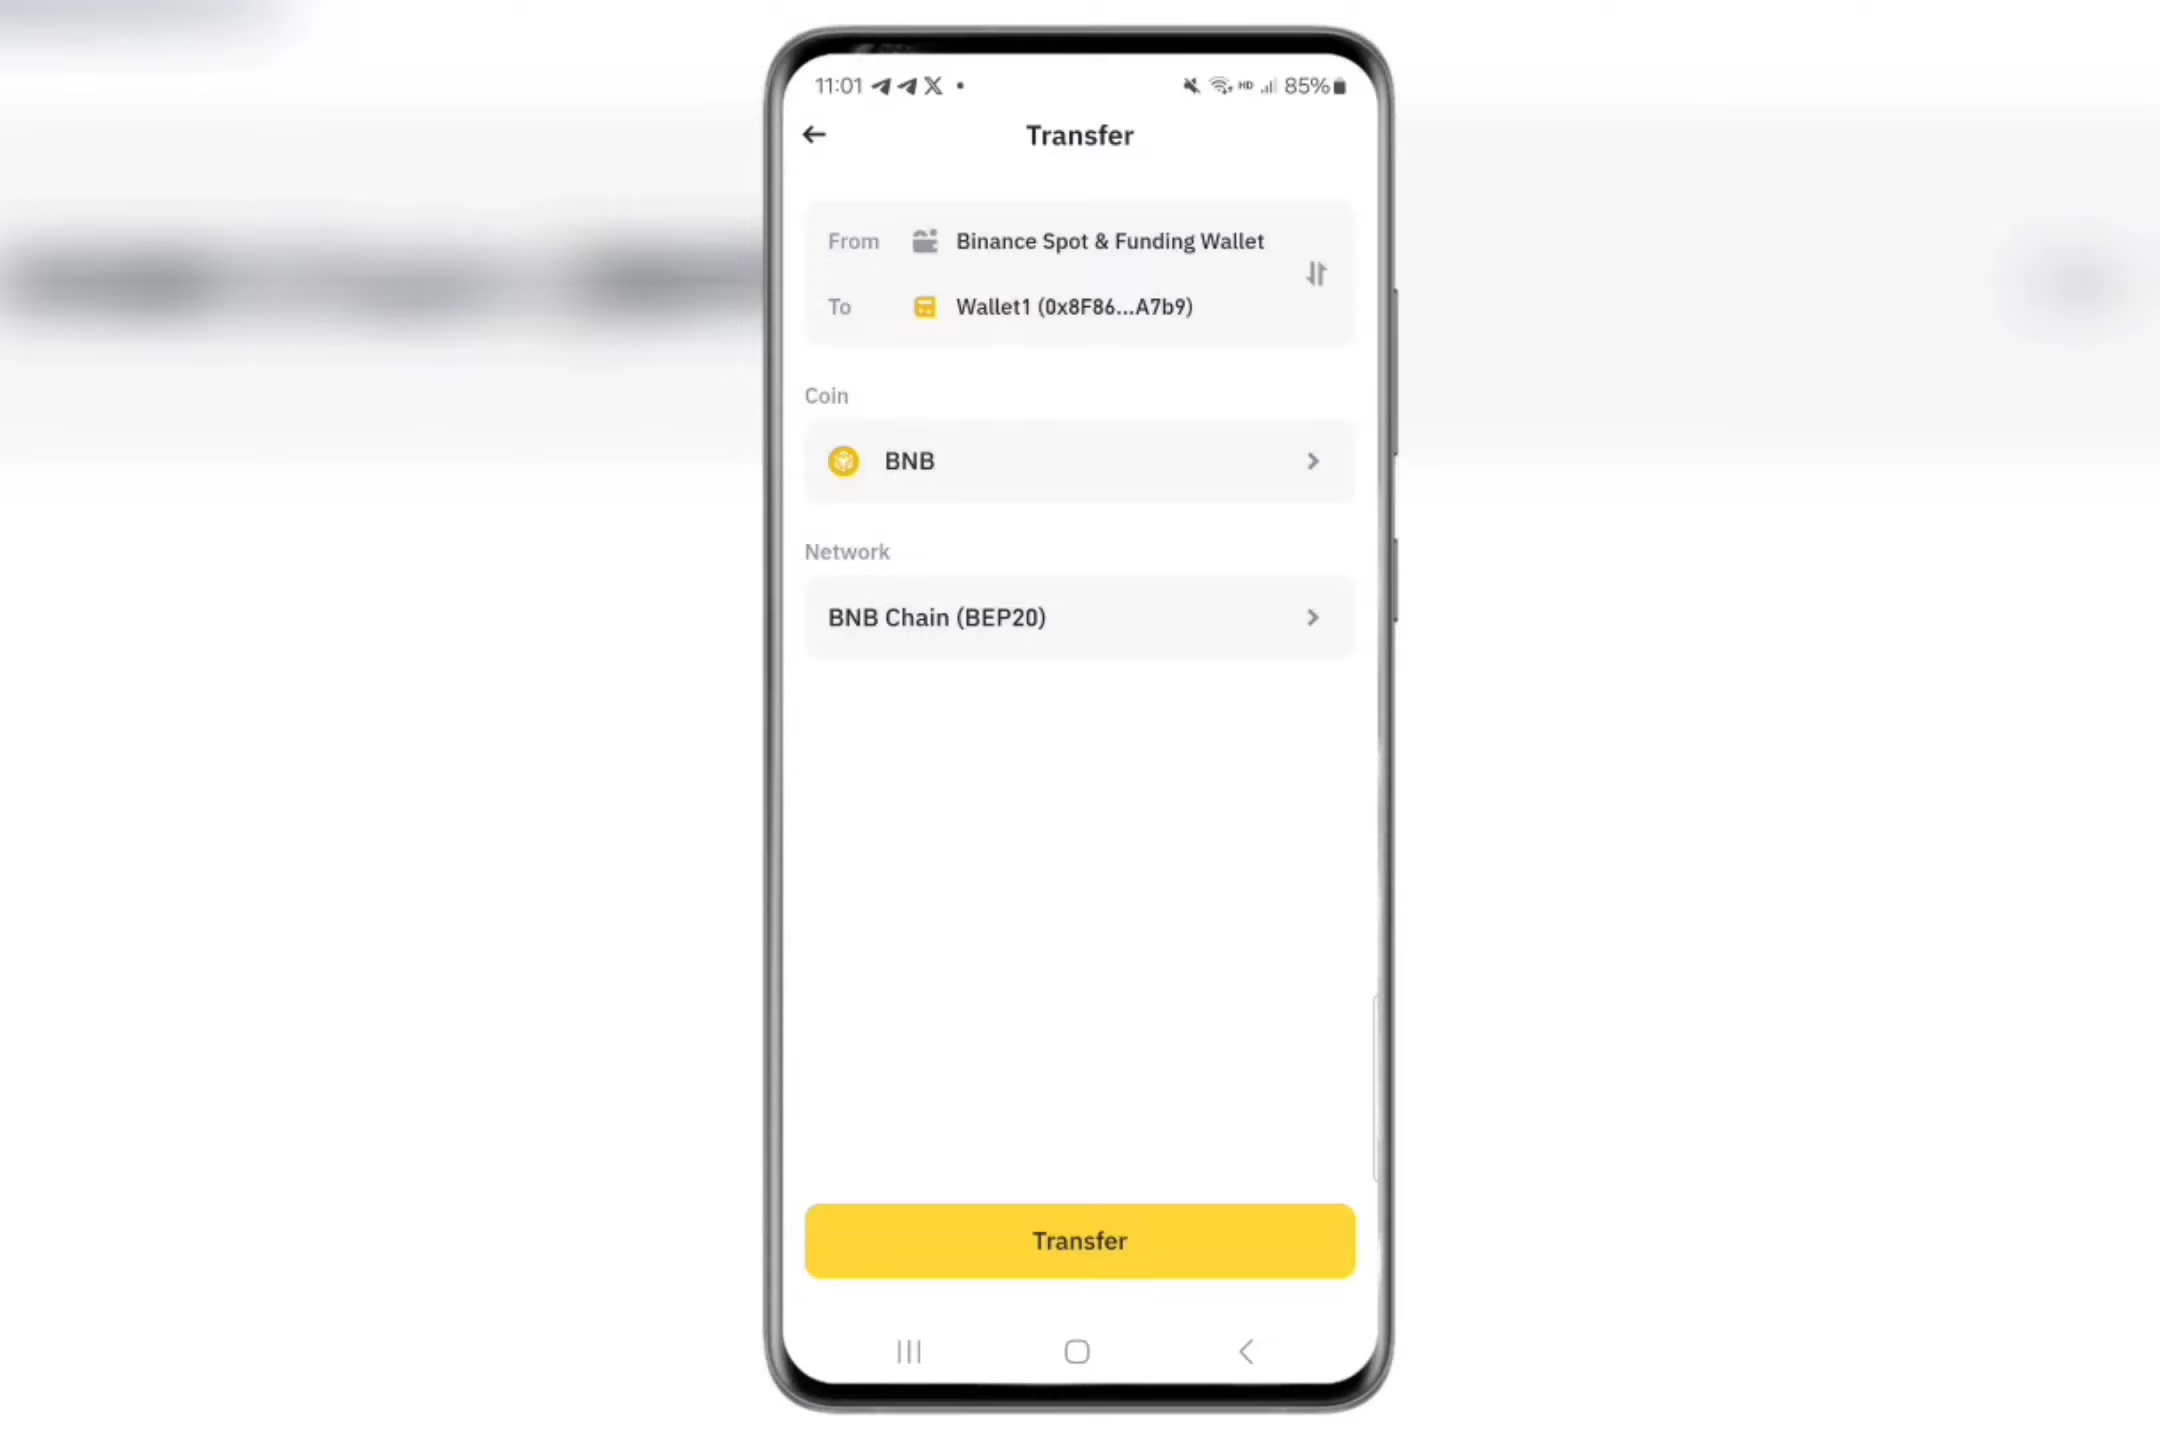 11:01 HD 85%
Transfer
From Binance Spot & Funding Wallet
To Wallet1 (0x8F86...A7b9)
Coin
BNB
Network
BNB Chain (BEP20)
Transfer